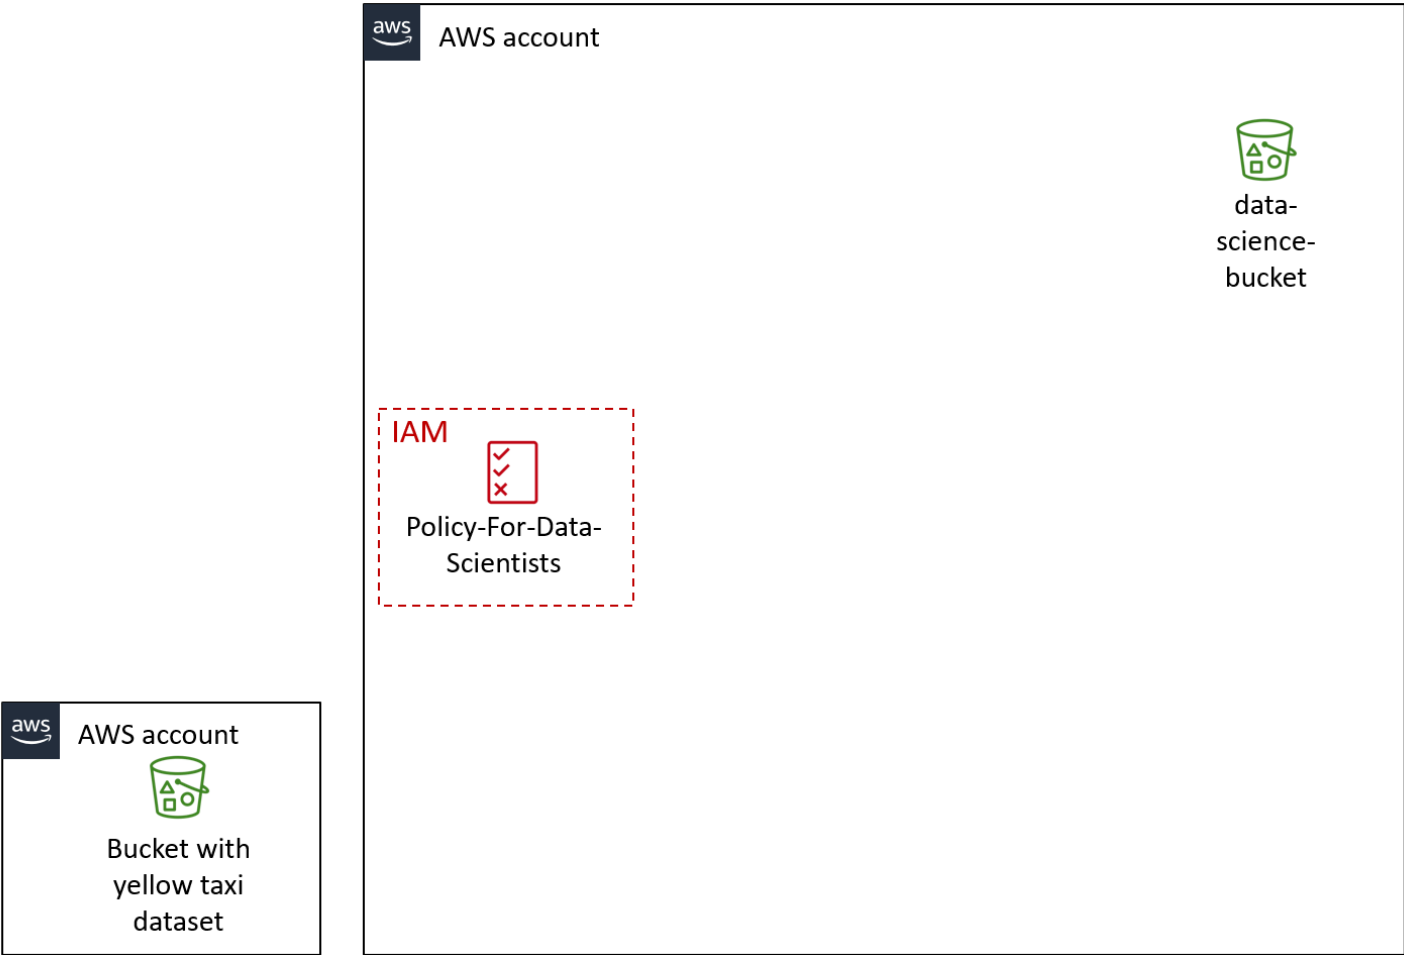 aws
AWS account
data-
science-
bucket
IAM
Policy-For-Data-
Scientists
aws
AWS account
Bucket with
yellow taxi
dataset